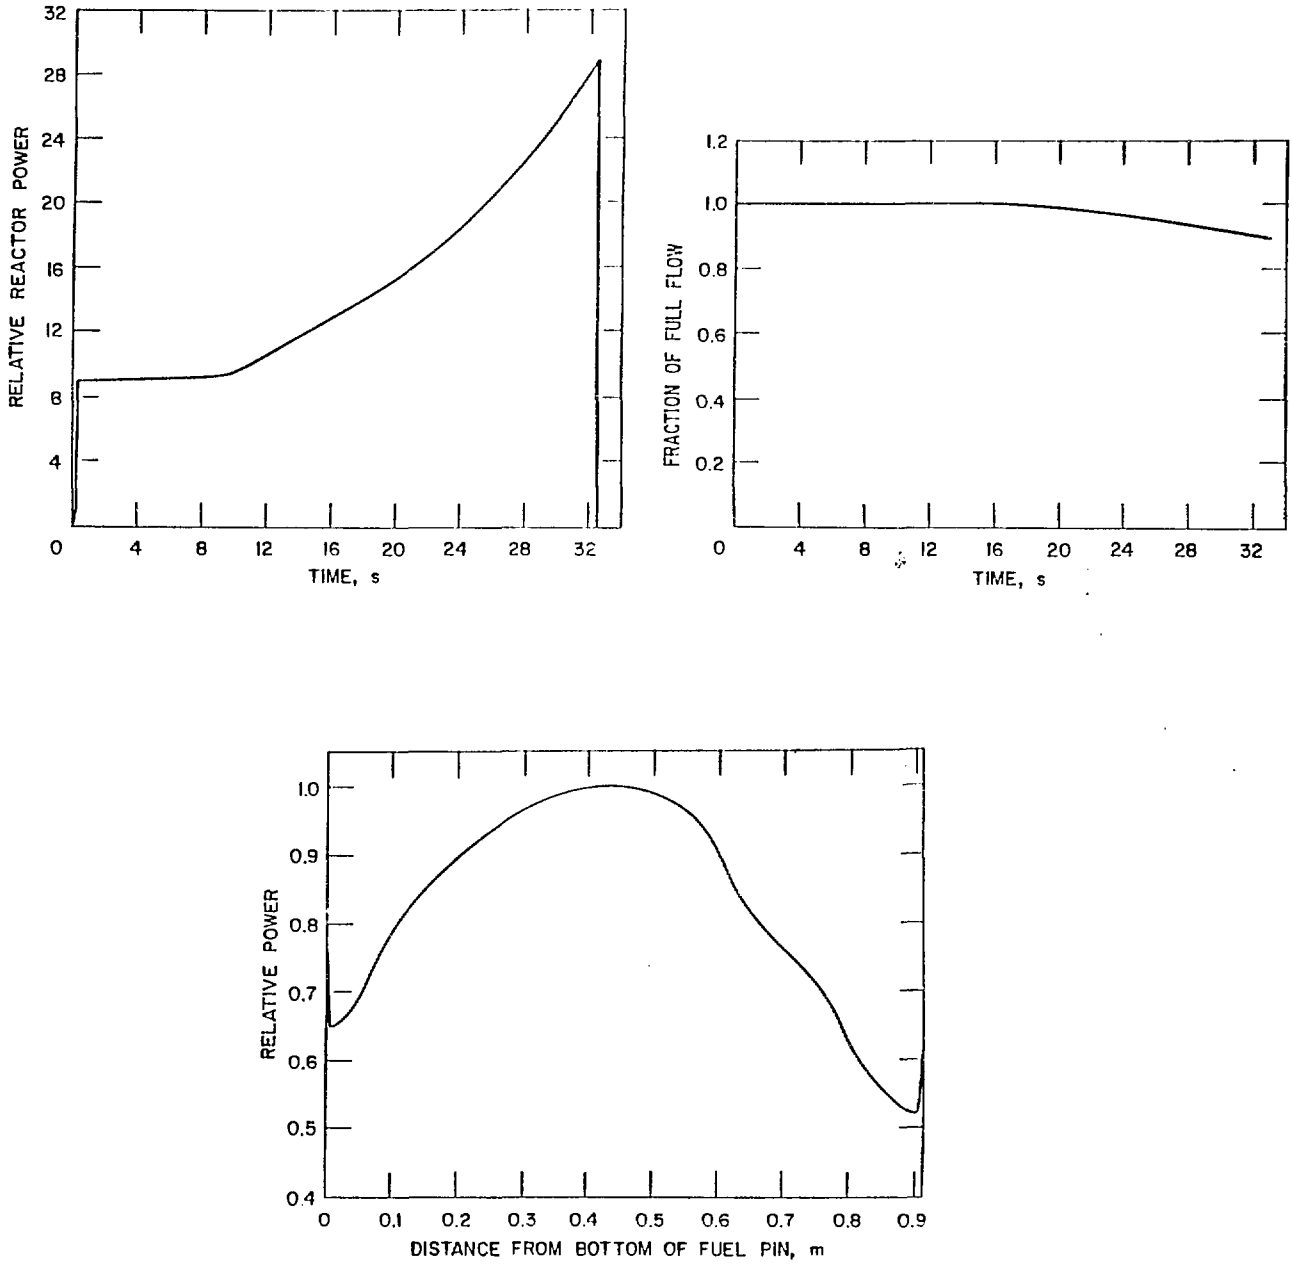 RELATIVE REACTOR POWER
32
28
24
20
16
12
8
4
0 4 8 12 16 20 24 28 32
TIME, s
FRACTION OF FULL FLOW
1.2
1.0
0.8
0.6
0.4
0.2
0 4 8 12 16 20 24 28 32
TIME, s
RELATIVE POWER
1.0
0.9
0.8
0.7
0.6
0.5
0.4
0 0.1 0.2 0.3 0.4 0.5 0.6 0.7 0.8 0.9
DISTANCE FROM BOTTOM OF FUEL PIN, m